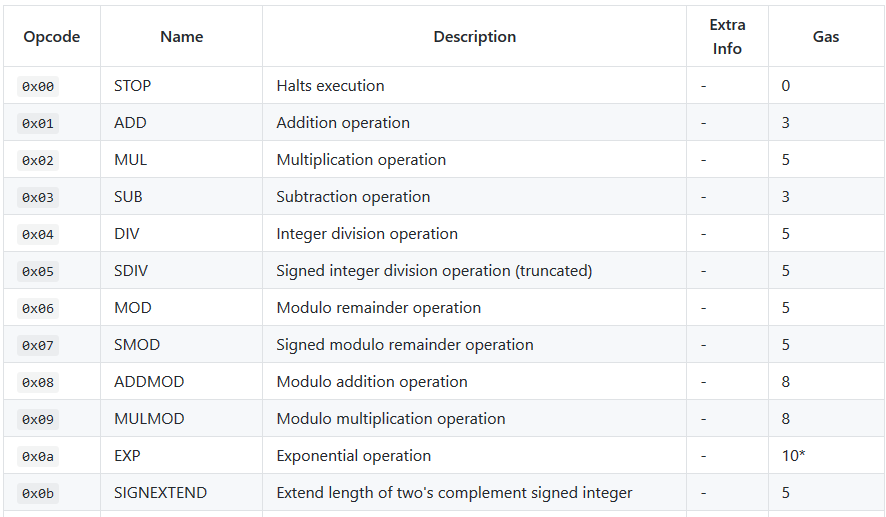 Opcode Name Description Extra Info Gas
0x00 STOP Halts execution - 0
0x01 ADD Addition operation - 3
0x02 MUL Multiplication operation - 5
0x03 SUB Subtraction operation - 3
0x04 DIV Integer division operation - 5
0x05 SDIV Signed integer division operation (truncated) - 5
0x06 MOD Modulo remainder operation - 5
0x07 SMOD Signed modulo remainder operation - 5
0x08 ADDMOD Modulo addition operation - 8
0x09 MULMOD Modulo multiplication operation - 8
0x0a EXP Exponential operation - 10*
0x0b SIGNEXTEND Extend length of two's complement signed integer - 5